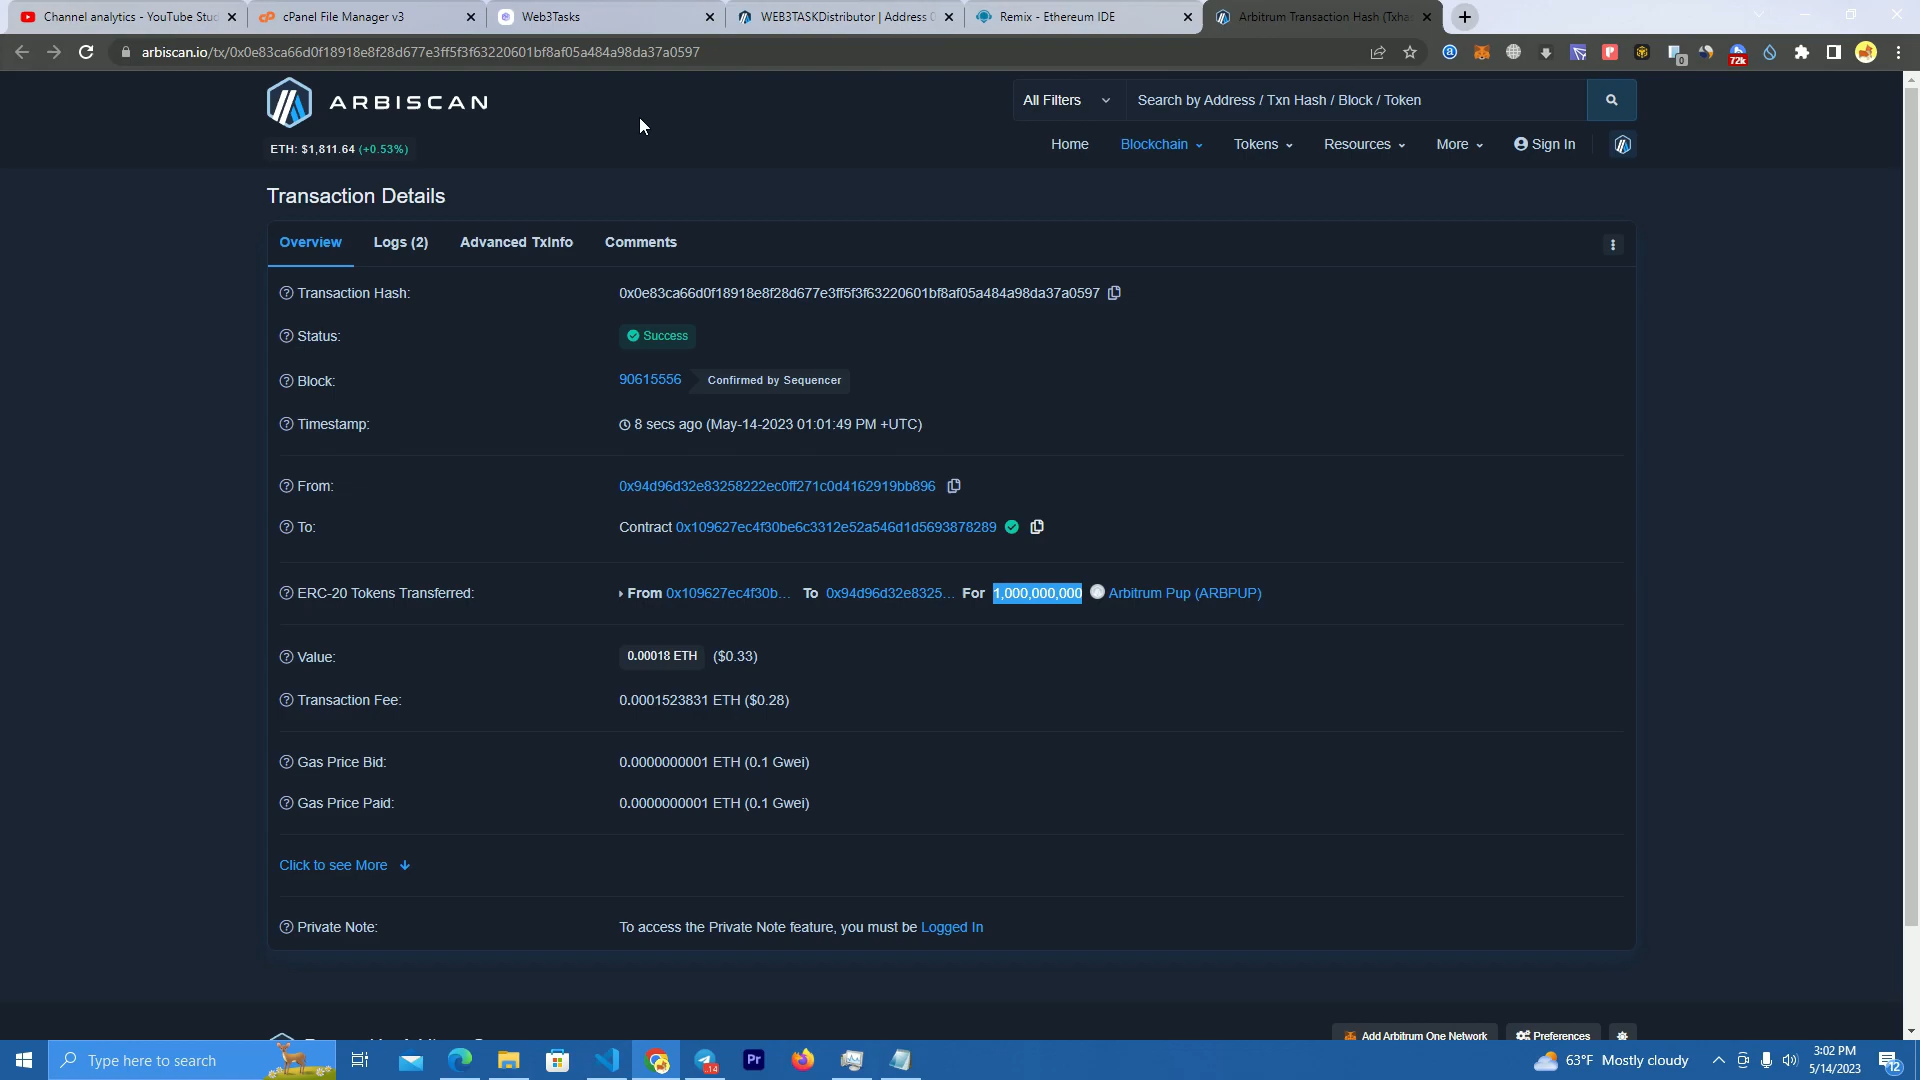 Channel analytics - YouTube Stu
cPanel File Manager v3
Web3Tasks
WEB3TASKDistributor | Address 0
Remix - Ethereum IDE
Arbitrum Transaction Hash (Txha
arbiscan.io/tx/0x0e83ca66d0f18918e8f28d677e3ff5f3f63220601bf8af05a484a98da37a0597
0
72k
ARBISCAN
All Filters
Search by Address / Txn Hash / Block / Token
ETH: $1,811.64 (+0.53%)
Home
Blockchain
Tokens
Resources
More
Sign In
Transaction Details
Overview
Logs (2)
Advanced TxInfo
Comments
Transaction Hash:
0x0e83ca66d0f18918e8f28d677e3ff5f3f63220601bf8af05a484a98da37a0597
Status:
Success
Block:
90615556
Confirmed by Sequencer
Timestamp:
8 secs ago (May-14-2023 01:01:49 PM +UTC)
From:
0x94d96d32e83258222ec0ff271c0d4162919bb896
To:
Contract 0x109627ec4f30be6c3312e52a546d1d5693878289
ERC-20 Tokens Transferred:
From 0x109627ec4f30b... To 0x94d96d32e8325... For 1,000,000,000 Arbitrum Pup (ARBPUP)
Value:
0.00018 ETH ($0.33)
Transaction Fee:
0.0001523831 ETH ($0.28)
Gas Price Bid:
0.0000000001 ETH (0.1 Gwei)
Gas Price Paid:
0.0000000001 ETH (0.1 Gwei)
Click to see More
Private Note:
To access the Private Note feature, you must be Logged In
Add Arbitrum One Network
Preferences
Type here to search
Pr
14
63°F Mostly cloudy
3:02 PM
5/14/2023
12